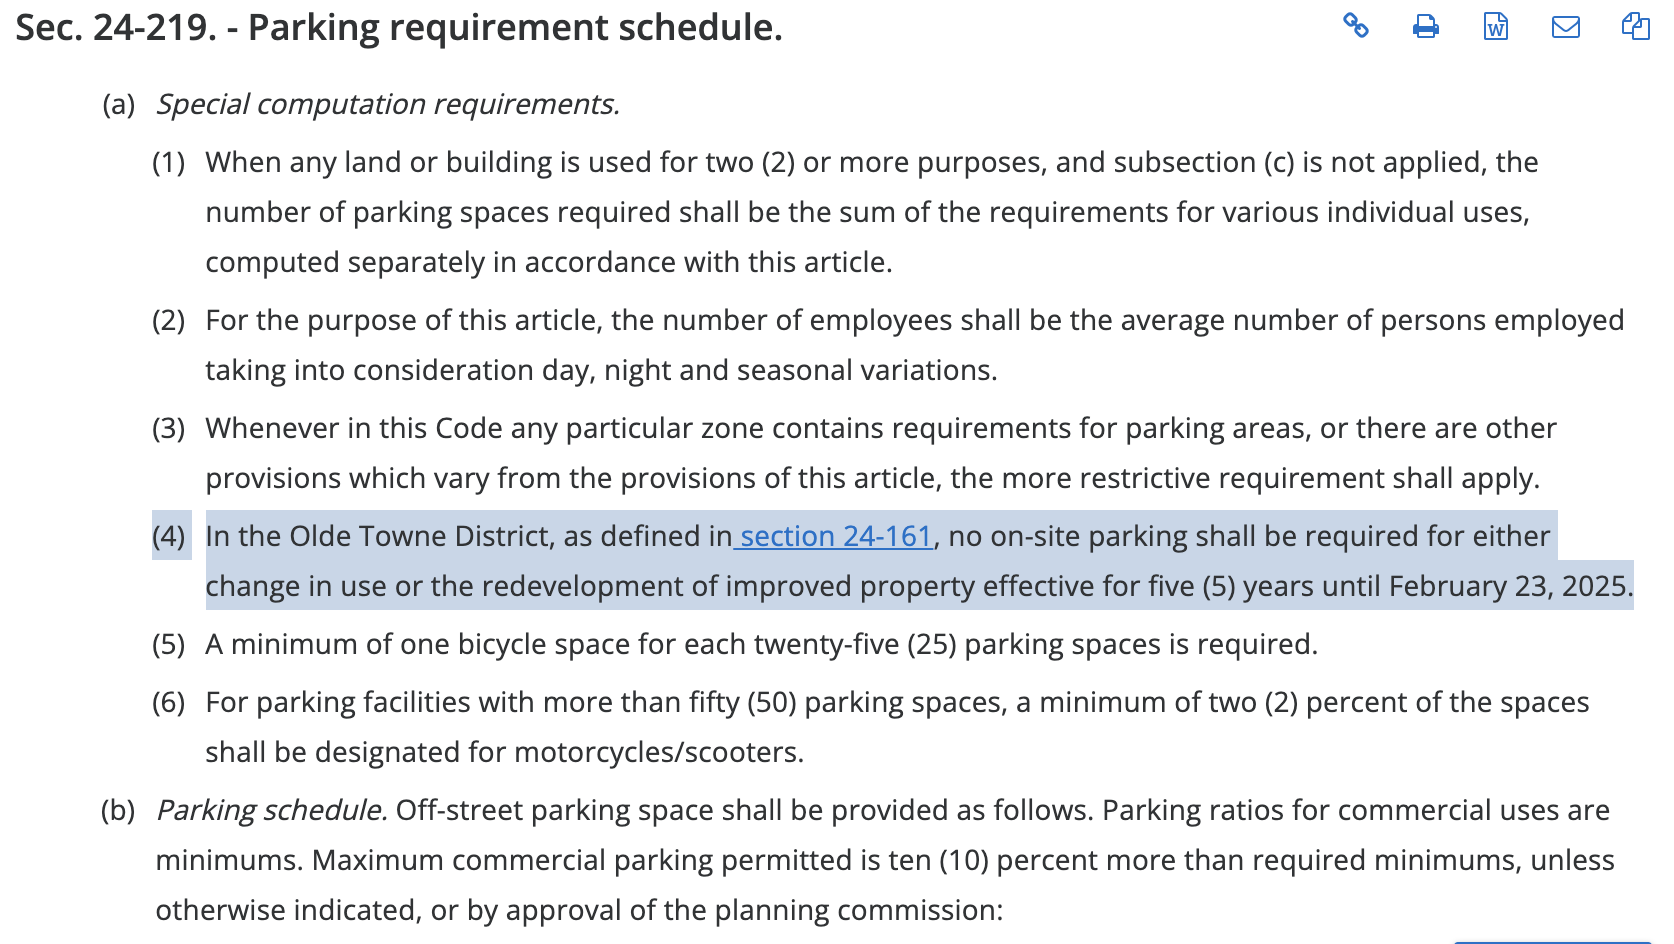 Sec. 24-219. - Parking requirement schedule.
(a) Special computation requirements.
(1) When any land or building is used for two (2) or more purposes, and subsection (c) is not applied, the
number of parking spaces required shall be the sum of the requirements for various individual uses,
computed separately in accordance with this article.
(2) For the purpose of this article, the number of employees shall be the average number of persons employed
taking into consideration day, night and seasonal variations.
(3) Whenever in this Code any particular zone contains requirements for parking areas, or there are other
provisions which vary from the provisions of this article, the more restrictive requirement shall apply.
(4) In the Olde Towne District, as defined in section 24-161, no on-site parking shall be required for either
change in use or the redevelopment of improved property effective for five (5) years until February 23, 2025.
(5) A minimum of one bicycle space for each twenty-five (25) parking spaces is required.
(6) For parking facilities with more than fifty (50) parking spaces, a minimum of two (2) percent of the spaces
shall be designated for motorcycles/scooters.
(b) Parking schedule. Off-street parking space shall be provided as follows. Parking ratios for commercial uses are
minimums. Maximum commercial parking permitted is ten (10) percent more than required minimums, unless
otherwise indicated, or by approval of the planning commission: